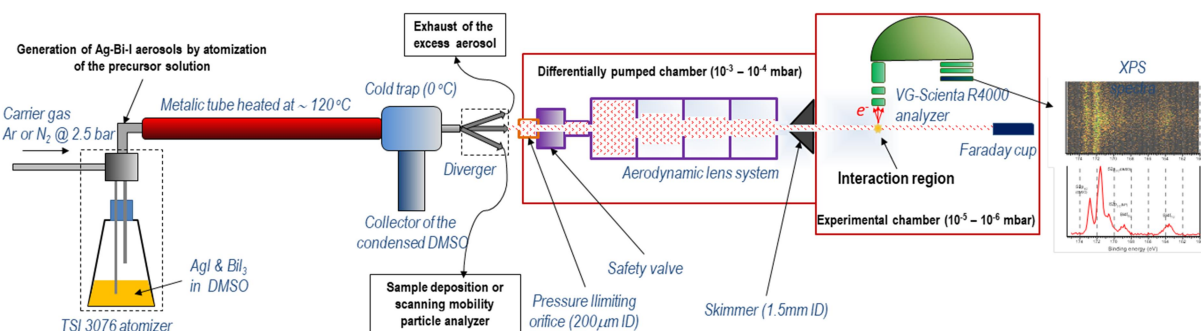 Generation of Ag-Bi-I aerosols by atomization
of the precursor solution
Carrier gas
Ar or N2 @ 2.5 bar
Metalic tube heated at ~ 120 °C
Cold trap (0 °C)
Exhaust of the
excess aerosol
Diverger
Collector of the
condensed DMSO
AgI & BiI3
in DMSO
TSI 3076 atomizer
Sample deposition or
scanning mobility
particle analyzer
Differentially pumped chamber (10-3 – 10-4 mbar)
Aerodynamic lens system
Safety valve
Pressure llimiting
orifice (200μm ID)
Skimmer (1.5mm ID)
e-
VG-Scienta R4000
analyzer
Faraday cup
Interaction region
Experimental chamber (10-5 – 10-6 mbar)
XPS
spectra
Binding energy (eV)